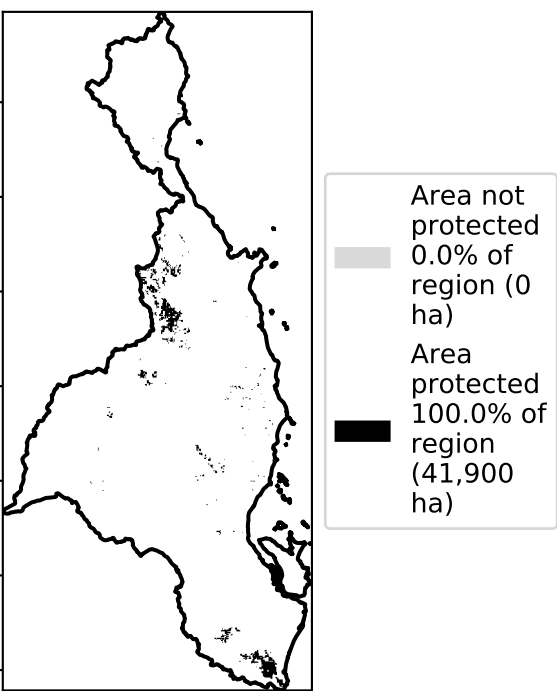 Area not
protected
0.0% of
region (0
ha)
Area
protected
100.0% of
region
(41,900
ha)